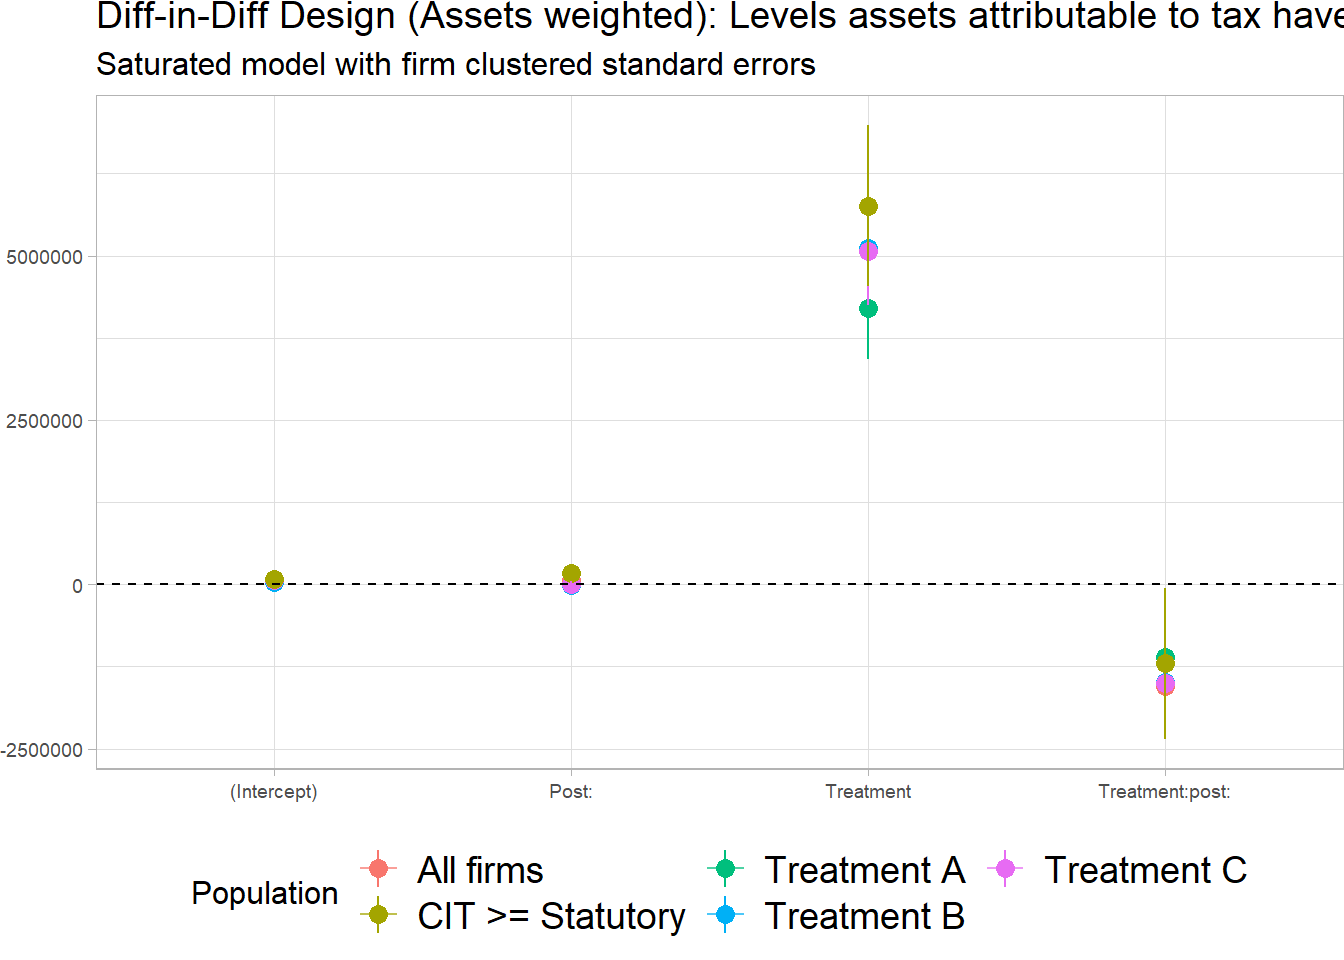 Diff-in-Diff Design (Assets weighted): Levels assets attributable to tax have
Saturated model with firm clustered standard errors
5000000
2500000
0
-2500000
(Intercept)
Post:
Treatment
Treatment:post:
Population
All firms
CIT >= Statutory
Treatment A
Treatment B
Treatment C